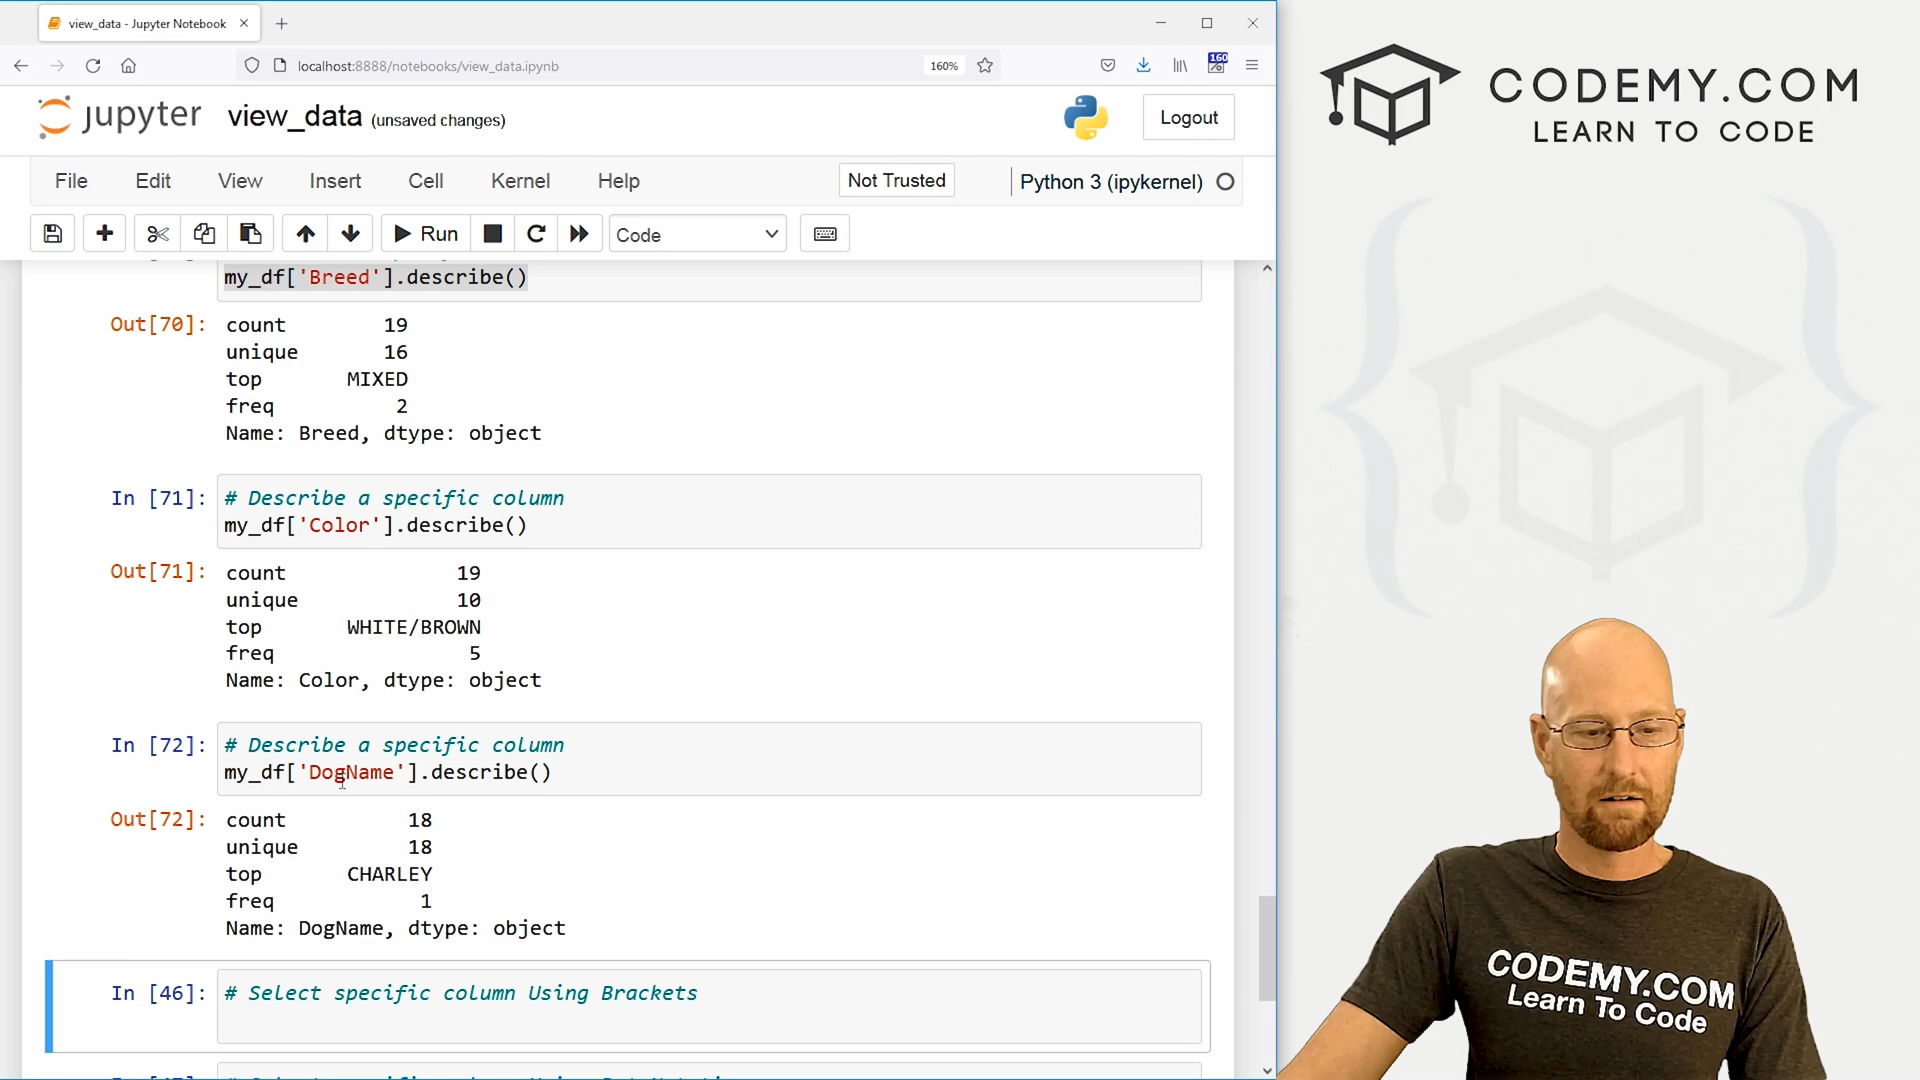 view_data - Jupyter Notebook
localhost:8888/notebooks/view_data.ipynb
160%
160
jupyter view_data (unsaved changes)
Logout
File Edit View Insert Cell Kernel Help
Not Trusted
Python 3 (ipykernel)
Run
Code
my_df['Breed'].describe()
Out[70]: count 19
unique 16
top MIXED
freq 2
Name: Breed, dtype: object
In [71]: # Describe a specific column
my_df['Color'].describe()
Out[71]: count 19
unique 10
top WHITE/BROWN
freq 5
Name: Color, dtype: object
In [72]: # Describe a specific column
my_df['DogName'].describe()
Out[72]: count 18
unique 18
top CHARLEY
freq 1
Name: DogName, dtype: object
In [46]: # Select specific column Using Brackets
CODEMY.COM
LEARN TO CODE
CODEMY.COM
Learn To Code